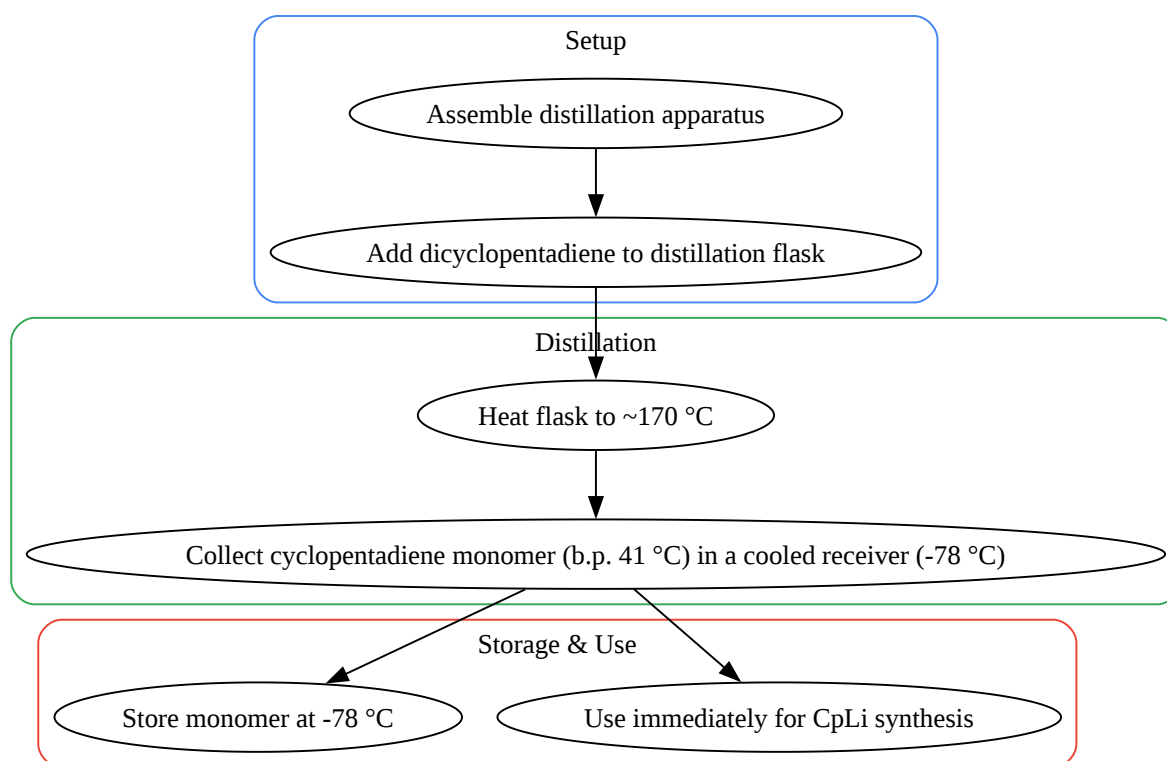 Setup
Assemble distillation apparatus
Add dicyclopentadiene to distillation flask
Distillation
Heat flask to ~170 °C
Collect cyclopentadiene monomer (b.p. 41 °C) in a cooled receiver (-78 °C)
Storage & Use
Store monomer at -78 °C
Use immediately for CpLi synthesis